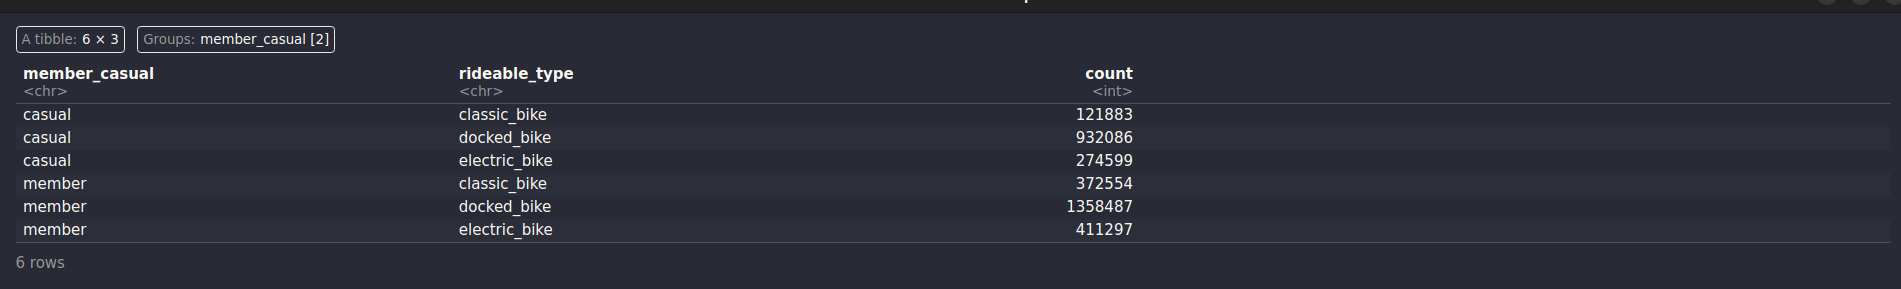 A tibble: 6 × 3 Groups: member_casual [2]
member_casual rideable_type count
<chr> <chr> <int>
casual classic_bike 121883
casual docked_bike 932086
casual electric_bike 274599
member classic_bike 372554
member docked_bike 1358487
member electric_bike 411297
6 rows